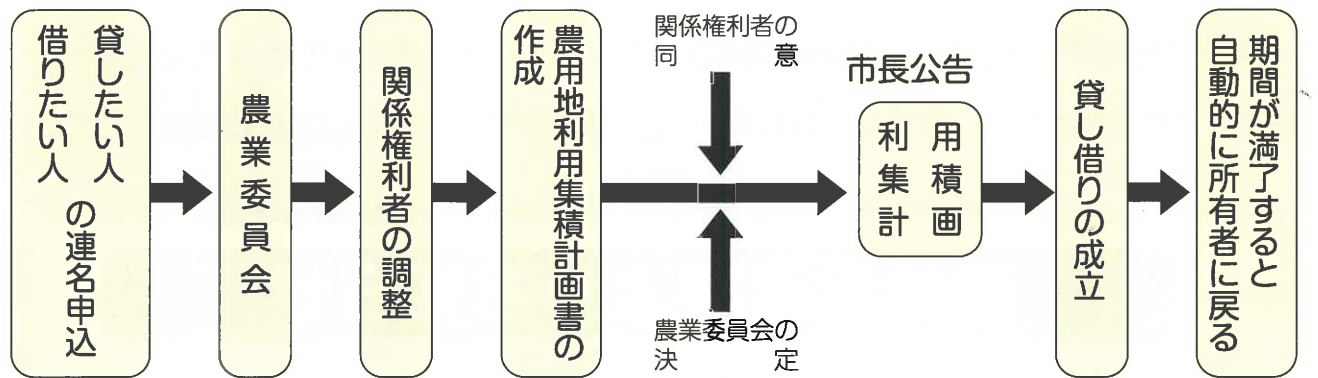 貸したい人
借りたい人
の連名申込
農業委員会
関係権利者の調整
農用地利用集積計画書の
作成
関係権利者の
同　　　意
農業委員会の
決　　　定
市長公告
利用
集積
計画
貸し借りの成立
期間が満了すると
自動的に所有者に戻る